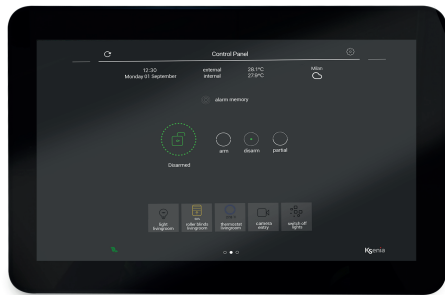 Control Panel
12:30
Monday 01 September
external 28.1°C
internal 27.9°C
Milan
alarm memory
Disarmed
arm
disarm
partial
light
livingroom
roller blinds
livingroom
thermostat
livingroom
camera
entry
switch off
lights
Ksenia